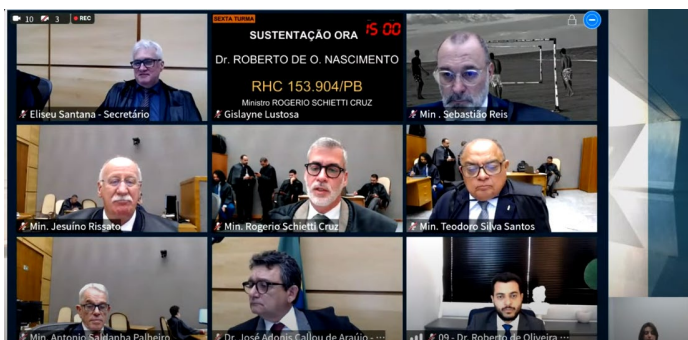 10 3 REC
SEXTA TURMA
15 00
SUSTENTAÇÃO ORA
Dr. ROBERTO DE O. NASCIMENTO
RHC 153.904/PB
Ministro ROGERIO SCHIETTI CRUZ
Eliseu Santana - Secretário
Gislayne Lustosa
Min . Sebastião Reis
Min. Jesuíno Rissato
Min. Rogerio Schietti Cruz
Min. Teodoro Silva Santos
Min. Antonio Saldanha Palheiro
Dr. José Adonis Callou de Araújo - ···
09 - Dr. Roberto de Oliveira ···